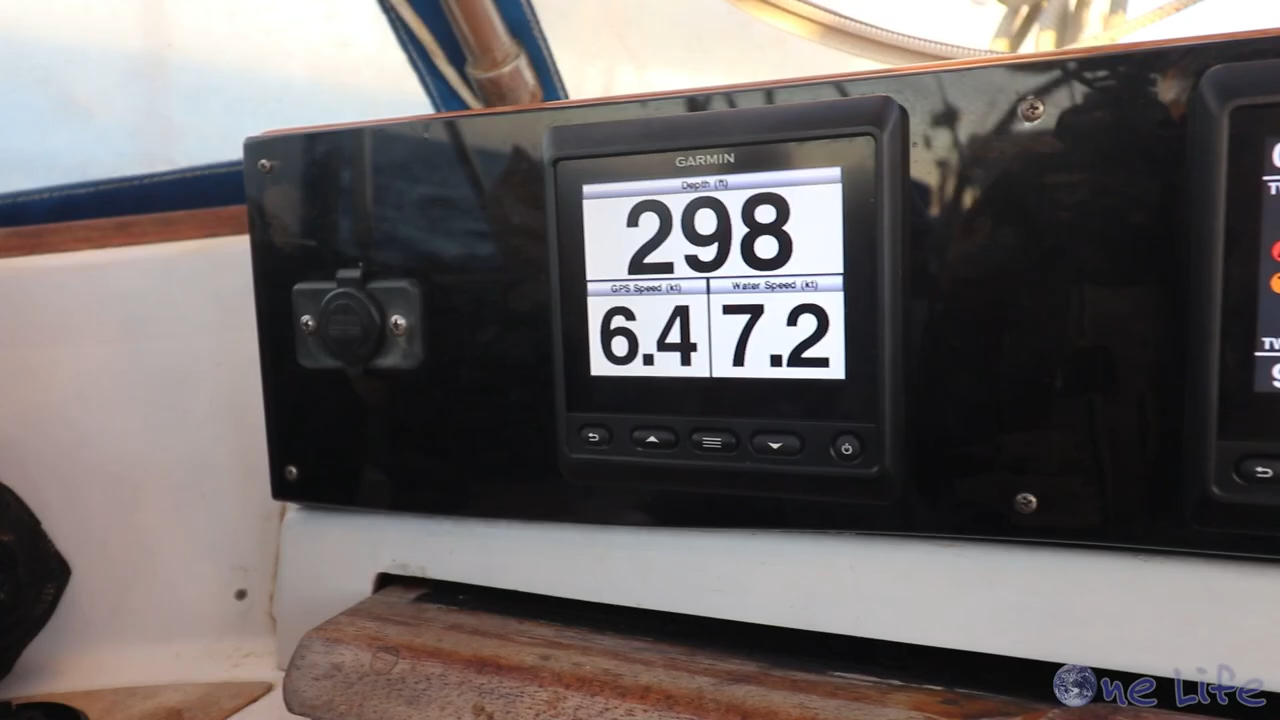 GARMIN
Depth (ft)
298
GPS Speed (kt)
Water Speed (kt)
6.4
7.2
One Life